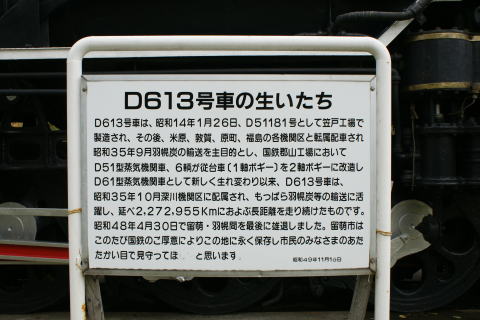 D613号車の生いたち
D613号車は、昭和14年1月26日、D51181号として笠戸工場で
製造され、その後、米原、敦賀、原町、福島の各機関区と転属配車され
昭和35年9月羽幌炭の輸送を主目的とし、国鉄郡山工場において
D51型蒸気機関車、6輌が従台車(1軸ボギー)を2軸ボギーに改造し
D61型蒸気機関車として新しく生れ変わり以来、D613号車は、
昭和35年10月深川機関区に配属され、もっぱら羽幌炭等の輸送に活
躍し、延べ2,272,955Kmにおよぶ長距離を走り続けたものです。
昭和48年4月30日で留萌・羽幌間を最後に雄退しました。留萌市は
このたび国鉄のご厚意によりこの地に永く保存し市民のみなさまのあた
たかい目で見守ってほ と思います
昭和49年11月10日